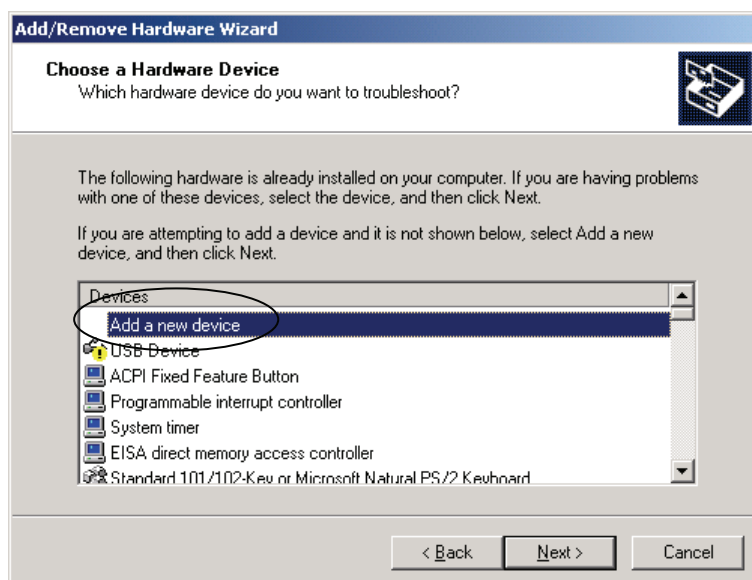 Add/Remove Hardware Wizard
Choose a Hardware Device
Which hardware device do you want to troubleshoot?
The following hardware is already installed on your computer. If you are having problems
with one of these devices, select the device, and then click Next.
If you are attempting to add a device and it is not shown below, select Add a new
device, and then click Next.
Devices
Add a new device
USB Device
ACPI Fixed Feature Button
Programmable interrupt controller
System timer
EISA direct memory access controller
Standard 101/102-Key or Microsoft Natural PS/2 Keyboard
< Back Next > Cancel